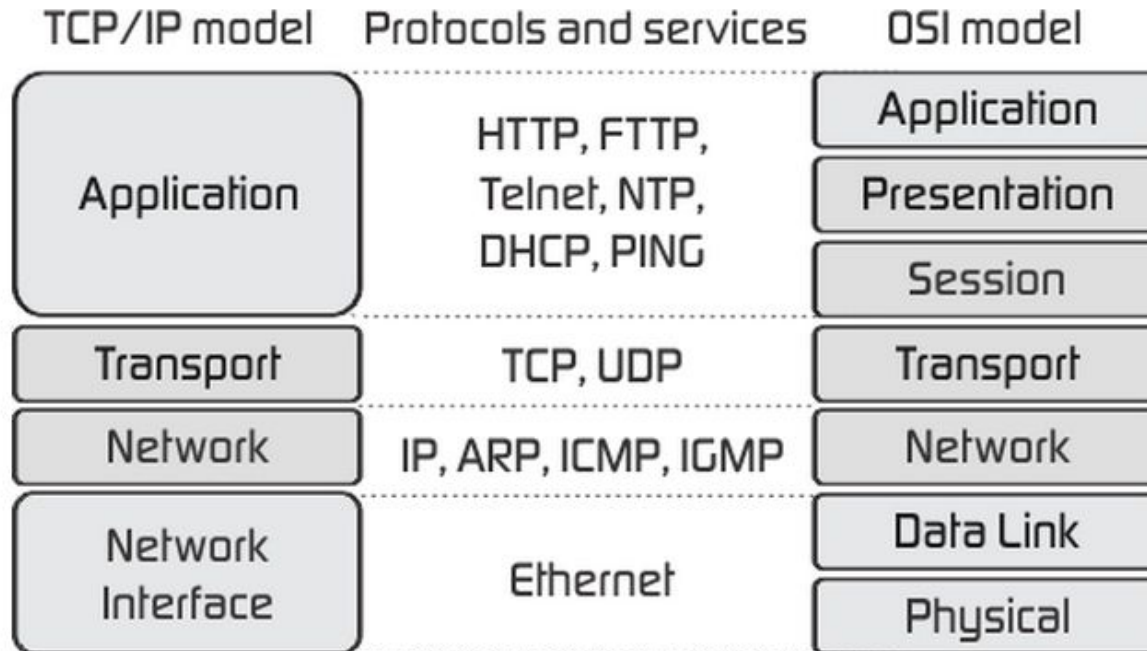 TCP/IP model Protocols and services OSI model
Application
HTTP, FTTP,
Telnet, NTP,
DHCP, PING
Application
Presentation
Session
Transport
TCP, UDP
Transport
Network
IP, ARP, ICMP, IGMP
Network
Network
Interface
Ethernet
Data Link
Physical